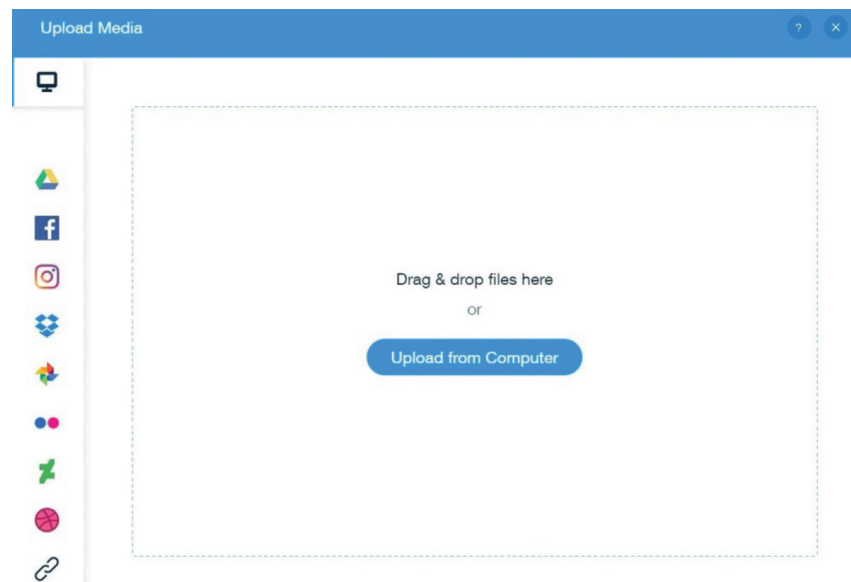 Upload Media
?
Drag & drop files here
or
Upload from Computer